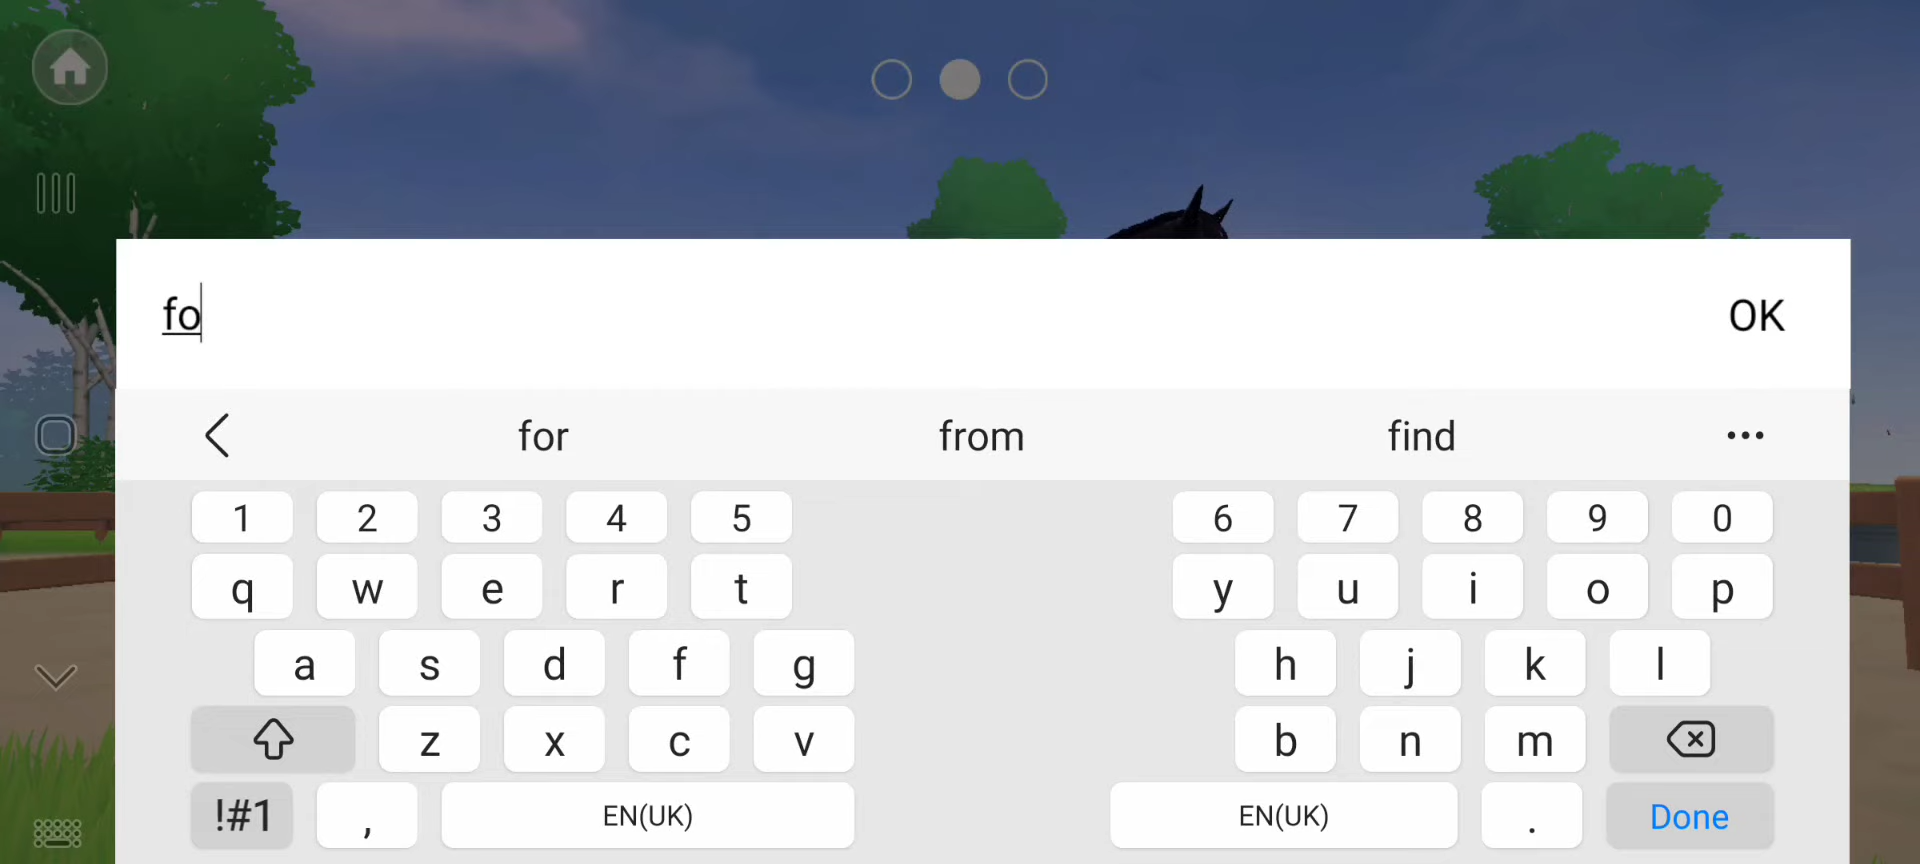 fo
OK
for from find ...
1 2 3 4 5 6 7 8 9 0
q w e r t y u i o p
a s d f g h j k l
z x c v b n m
!#1 , EN(UK) EN(UK) . Done